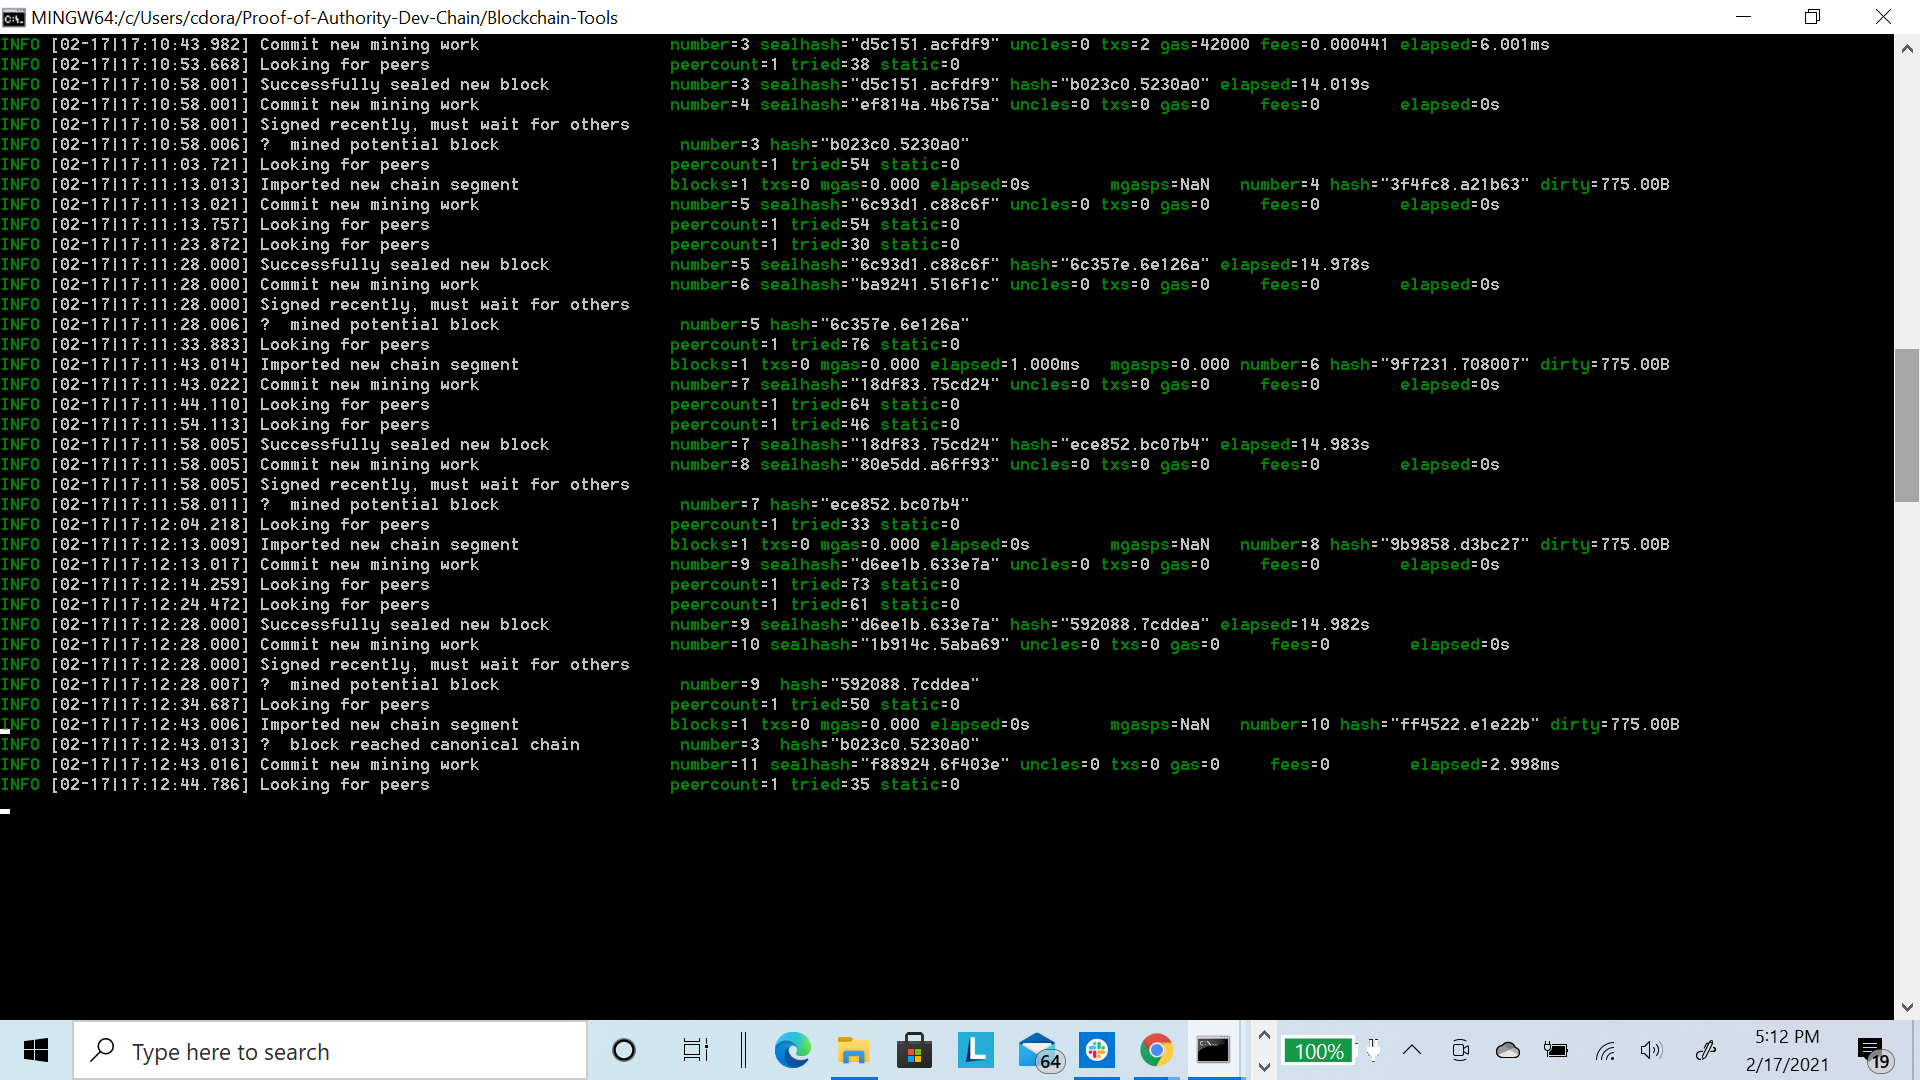 MINGW64:/c/Users/cdora/Proof-of-Authority-Dev-Chain/Blockchain-Tools
INFO [02-17|17:10:43.982] Commit new mining work number=3 sealhash="d5c151.acfdf9" uncles=0 txs=2 gas=42000 fees=0.000441 elapsed=6.001ms
INFO [02-17|17:10:53.668] Looking for peers peercount=1 tried=38 static=0
INFO [02-17|17:10:58.001] Successfully sealed new block number=3 sealhash="d5c151.acfdf9" hash="b023c0.5230a0" elapsed=14.019s
INFO [02-17|17:10:58.001] Commit new mining work number=4 sealhash="ef814a.4b675a" uncles=0 txs=0 gas=0 fees=0 elapsed=0s
INFO [02-17|17:10:58.001] Signed recently, must wait for others
INFO [02-17|17:10:58.006] ? mined potential block number=3 hash="b023c0.5230a0"
INFO [02-17|17:11:03.721] Looking for peers peercount=1 tried=54 static=0
INFO [02-17|17:11:13.013] Imported new chain segment blocks=1 txs=0 mgas=0.000 elapsed=0s mgasps=NaN number=4 hash="3f4fc8.a21b63" dirty=775.00B
INFO [02-17|17:11:13.021] Commit new mining work number=5 sealhash="6c93d1.c88c6f" uncles=0 txs=0 gas=0 fees=0 elapsed=0s
INFO [02-17|17:11:13.757] Looking for peers peercount=1 tried=54 static=0
INFO [02-17|17:11:23.872] Looking for peers peercount=1 tried=30 static=0
INFO [02-17|17:11:28.000] Successfully sealed new block number=5 sealhash="6c93d1.c88c6f" hash="6c357e.6e126a" elapsed=14.978s
INFO [02-17|17:11:28.000] Commit new mining work number=6 sealhash="ba9241.516f1c" uncles=0 txs=0 gas=0 fees=0 elapsed=0s
INFO [02-17|17:11:28.000] Signed recently, must wait for others
INFO [02-17|17:11:28.006] ? mined potential block number=5 hash="6c357e.6e126a"
INFO [02-17|17:11:33.883] Looking for peers peercount=1 tried=76 static=0
INFO [02-17|17:11:43.014] Imported new chain segment blocks=1 txs=0 mgas=0.000 elapsed=1.000ms mgasps=0.000 number=6 hash="9f7231.708007" dirty=775.00B
INFO [02-17|17:11:43.022] Commit new mining work number=7 sealhash="18df83.75cd24" uncles=0 txs=0 gas=0 fees=0 elapsed=0s
INFO [02-17|17:11:44.110] Looking for peers peercount=1 tried=64 static=0
INFO [02-17|17:11:54.113] Looking for peers peercount=1 tried=46 static=0
INFO [02-17|17:11:58.005] Successfully sealed new block number=7 sealhash="18df83.75cd24" hash="ece852.bc07b4" elapsed=14.983s
INFO [02-17|17:11:58.005] Commit new mining work number=8 sealhash="80e5dd.a6ff93" uncles=0 txs=0 gas=0 fees=0 elapsed=0s
INFO [02-17|17:11:58.005] Signed recently, must wait for others
INFO [02-17|17:11:58.011] ? mined potential block number=7 hash="ece852.bc07b4"
INFO [02-17|17:12:04.218] Looking for peers peercount=1 tried=33 static=0
INFO [02-17|17:12:13.009] Imported new chain segment blocks=1 txs=0 mgas=0.000 elapsed=0s mgasps=NaN number=8 hash="9b9858.d3bc27" dirty=775.00B
INFO [02-17|17:12:13.017] Commit new mining work number=9 sealhash="d6ee1b.633e7a" uncles=0 txs=0 gas=0 fees=0 elapsed=0s
INFO [02-17|17:12:14.259] Looking for peers peercount=1 tried=73 static=0
INFO [02-17|17:12:24.472] Looking for peers peercount=1 tried=61 static=0
INFO [02-17|17:12:28.000] Successfully sealed new block number=9 sealhash="d6ee1b.633e7a" hash="592088.7cddea" elapsed=14.982s
INFO [02-17|17:12:28.000] Commit new mining work number=10 sealhash="1b914c.5aba69" uncles=0 txs=0 gas=0 fees=0 elapsed=0s
INFO [02-17|17:12:28.000] Signed recently, must wait for others
INFO [02-17|17:12:28.007] ? mined potential block number=9 hash="592088.7cddea"
INFO [02-17|17:12:34.687] Looking for peers peercount=1 tried=50 static=0
INFO [02-17|17:12:43.006] Imported new chain segment blocks=1 txs=0 mgas=0.000 elapsed=0s mgasps=NaN number=10 hash="ff4522.e1e22b" dirty=775.00B
INFO [02-17|17:12:43.013] ? block reached canonical chain number=3 hash="b023c0.5230a0"
INFO [02-17|17:12:43.016] Commit new mining work number=11 sealhash="f88924.6f403e" uncles=0 txs=0 gas=0 fees=0 elapsed=2.998ms
INFO [02-17|17:12:44.786] Looking for peers peercount=1 tried=35 static=0
Type here to search
L
64
100%
5:12 PM
2/17/2021
19